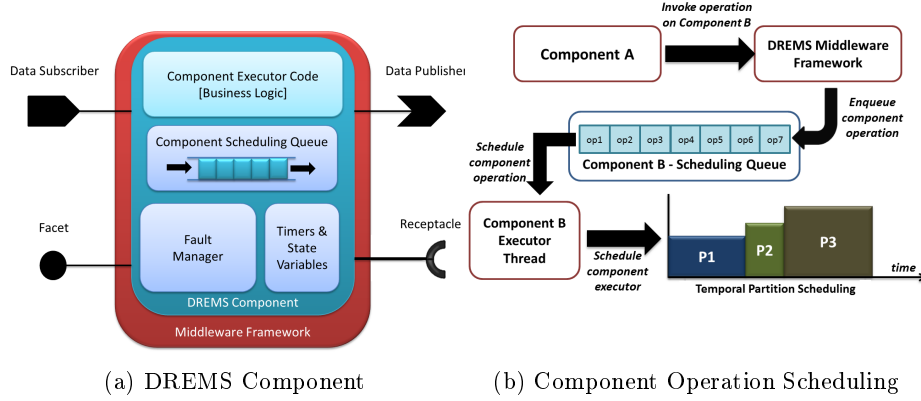 Data Subscriber
Component Executor Code
[Business Logic]
Data Publisher
Component Scheduling Queue
Facet
Fault
Manager
Timers &
State
Variables
Receptacle
DREMS Component
Middleware Framework
(a) DREMS Component
Invoke operation
on Component B
Component A
DREMS Middleware
Framework
Enqueue
component
operation
op1 op2 op3 op4 op5 op6 op7
Component B - Scheduling Queue
Schedule
component
operation
Component B
Executor
Thread
Schedule
component
executor
P1 P2 P3
time
Temporal Partition Scheduling
(b) Component Operation Scheduling